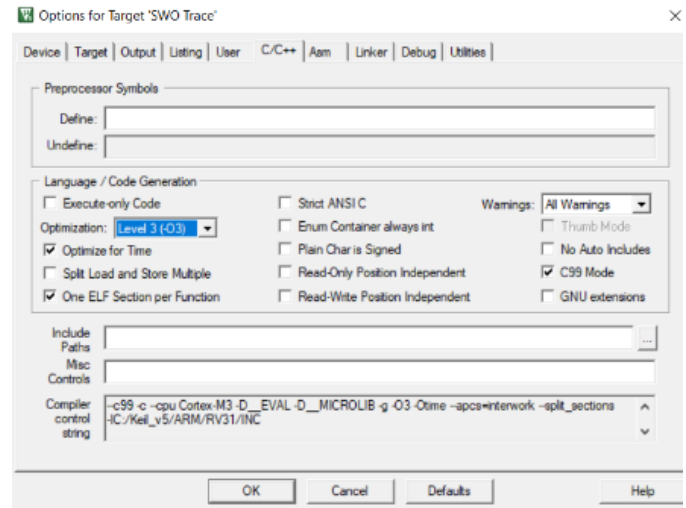 Options for Target 'SWO Trace'
Device | Target | Output | Listing | User | C/C++ | Asm | Linker | Debug | Utilities
Preprocessor Symbols
Define:
Undefine:
Language / Code Generation
Execute-only Code Strict ANSI C Warnings: All Warnings
Optimization: Level 3 (-O3) Enum Container always int Thumb Mode
Optimize for Time Plain Char is Signed No Auto Includes
Split Load and Store Multiple Read-Only Position Independent C99 Mode
One ELF Section per Function Read-Write Position Independent GNU extensions
Include
Paths
...
Misc
Controls
Compiler
control
string
--c99 -c --cpu Cortex-M3 -D__EVAL -D__MICROLIB -g -O3 -Otime --apcs=interwork --split_sections
-IC:/Keil_v5/ARM/RV31/INC
OK Cancel Defaults Help